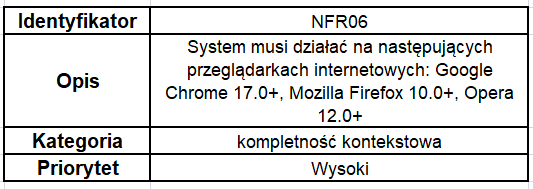 Identyfikator NFR06
Opis
System musi działać na następujących
przeglądarkach internetowych: Google
Chrome 17.0+, Mozilla Firefox 10.0+, Opera
12.0+
Kategoria kompletność kontekstowa
Priorytet Wysoki